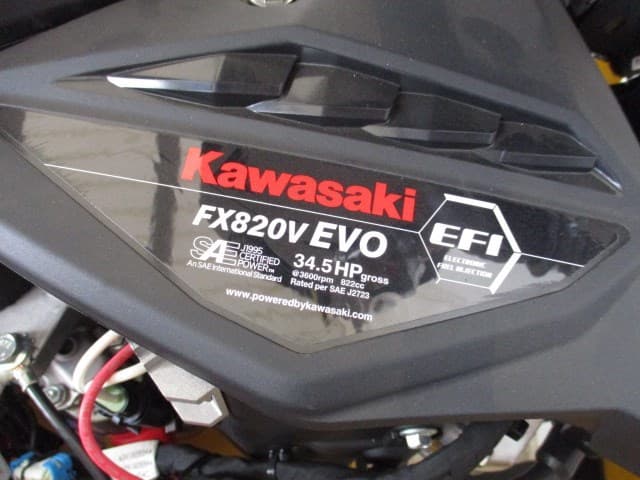 Kawasaki
FX820V EVO
EFI
ELECTRONIC
FUEL INJECTION
SAE J1995
CERTIFIED
POWER™
An SAE International Standard
34.5HP gross
@3600rpm 822cc
Rated per SAE J2723
www.poweredbykawasaki.com